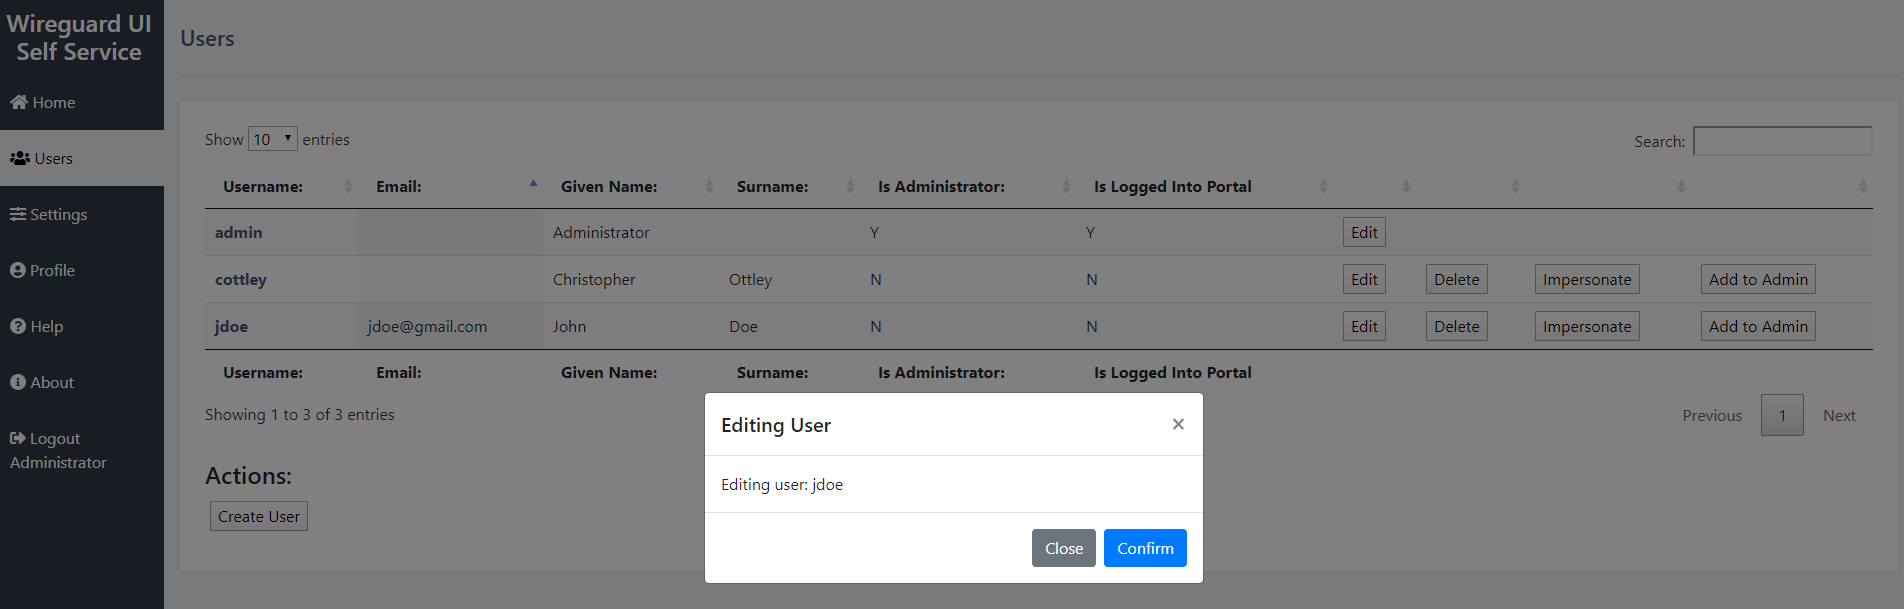 Wireguard UI
Self Service
Home
Users
Settings
Profile
Help
About
Logout
Administrator
Users
Show 10 entries
Search:
Username: Email: Given Name: Surname: Is Administrator: Is Logged Into Portal
admin Administrator Y Y Edit
cottley Christopher Ottley N N Edit Delete Impersonate Add to Admin
jdoe jdoe@gmail.com John Doe N N Edit Delete Impersonate Add to Admin
Username: Email: Given Name: Surname: Is Administrator: Is Logged Into Portal
Showing 1 to 3 of 3 entries
Previous 1 Next
Actions:
Create User
Editing User ×
Editing user: jdoe
Close Confirm